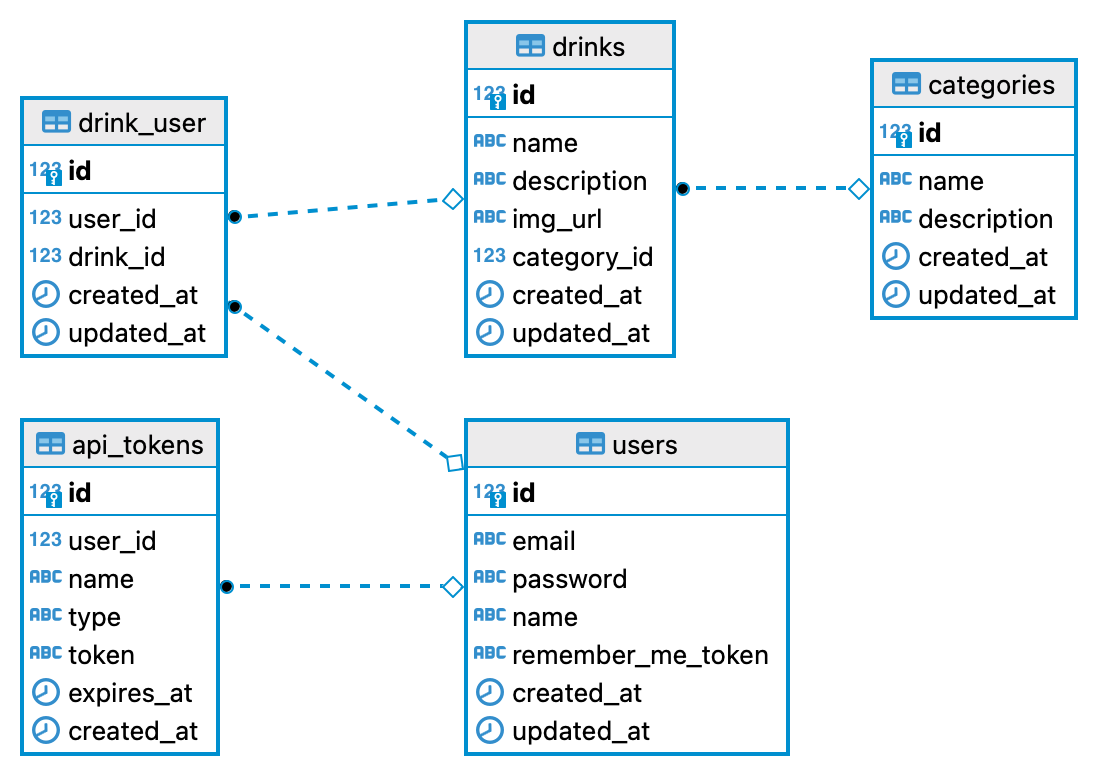 drink_user
123 id
123 user_id
123 drink_id
created_at
updated_at
drinks
123 id
ABC name
ABC description
ABC img_url
123 category_id
created_at
updated_at
categories
123 id
ABC name
ABC description
created_at
updated_at
api_tokens
123 id
123 user_id
ABC name
ABC type
ABC token
expires_at
created_at
users
123 id
ABC email
ABC password
ABC name
ABC remember_me_token
created_at
updated_at